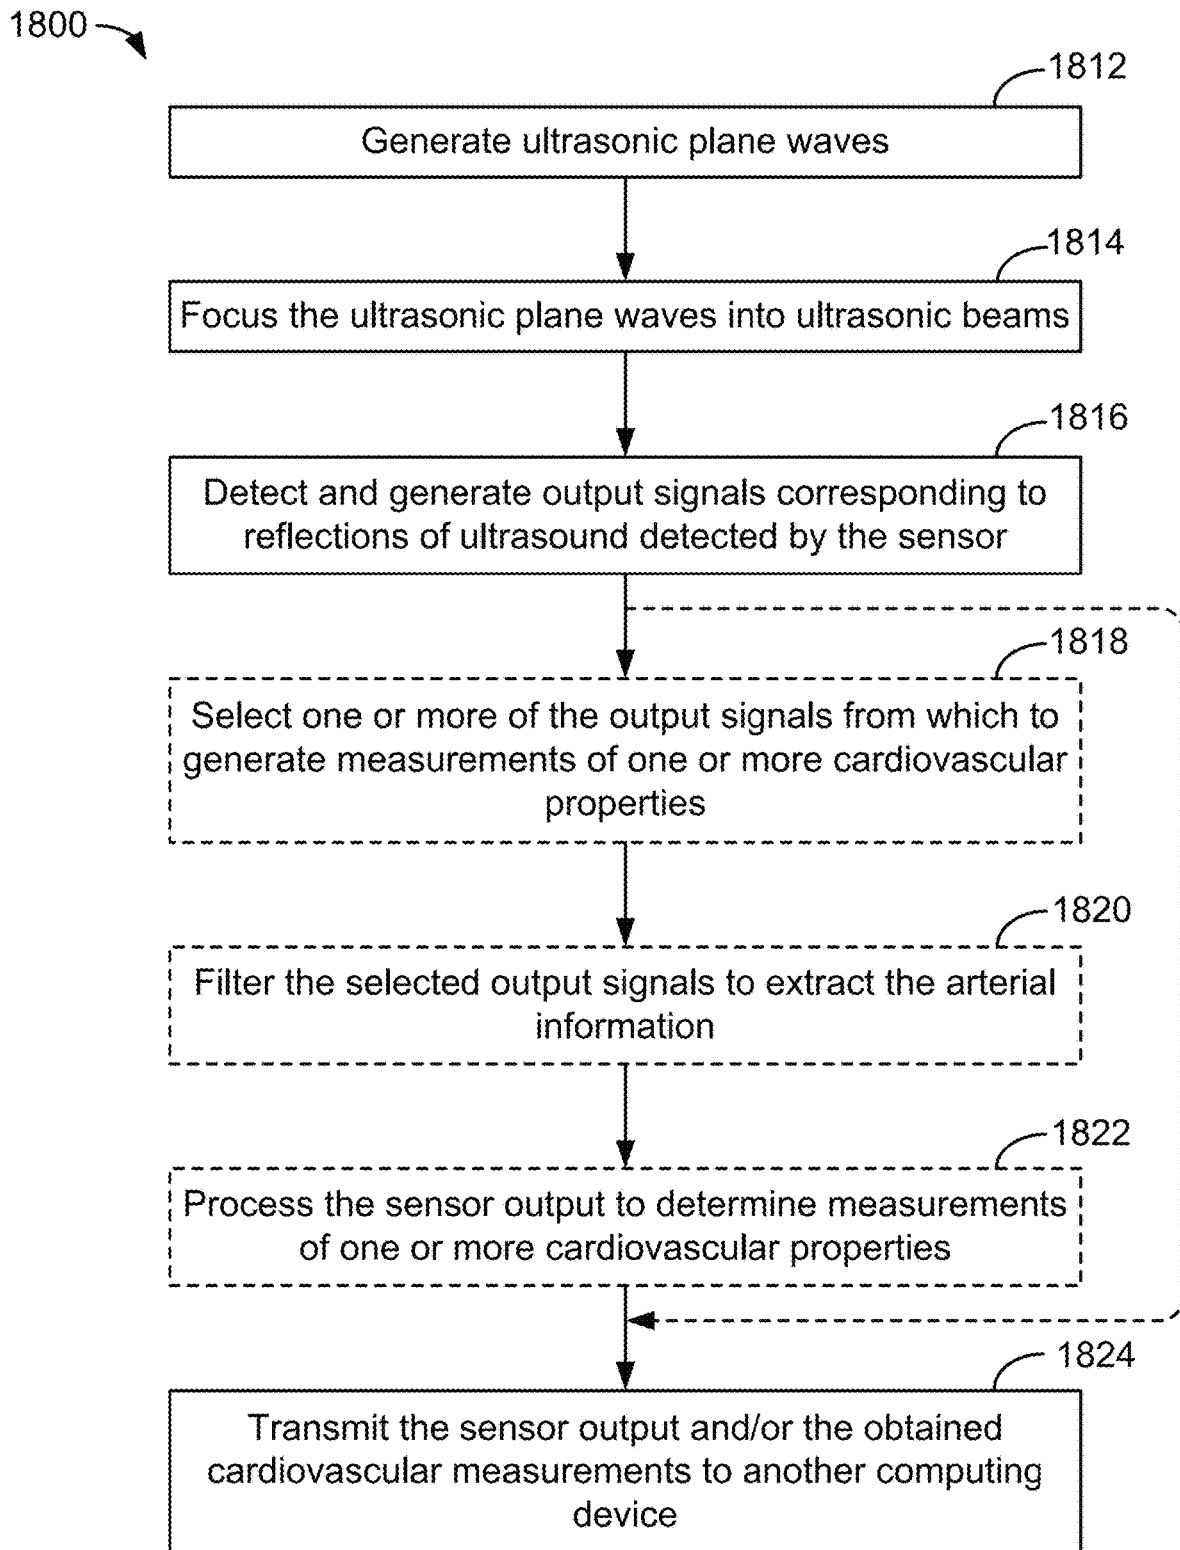 1800
1812
Generate ultrasonic plane waves
1814
Focus the ultrasonic plane waves into ultrasonic beams
1816
Detect and generate output signals corresponding to
reflections of ultrasound detected by the sensor
1818
Select one or more of the output signals from which to
generate measurements of one or more cardiovascular
properties
1820
Filter the selected output signals to extract the arterial
information
1822
Process the sensor output to determine measurements
of one or more cardiovascular properties
1824
Transmit the sensor output and/or the obtained
cardiovascular measurements to another computing
device